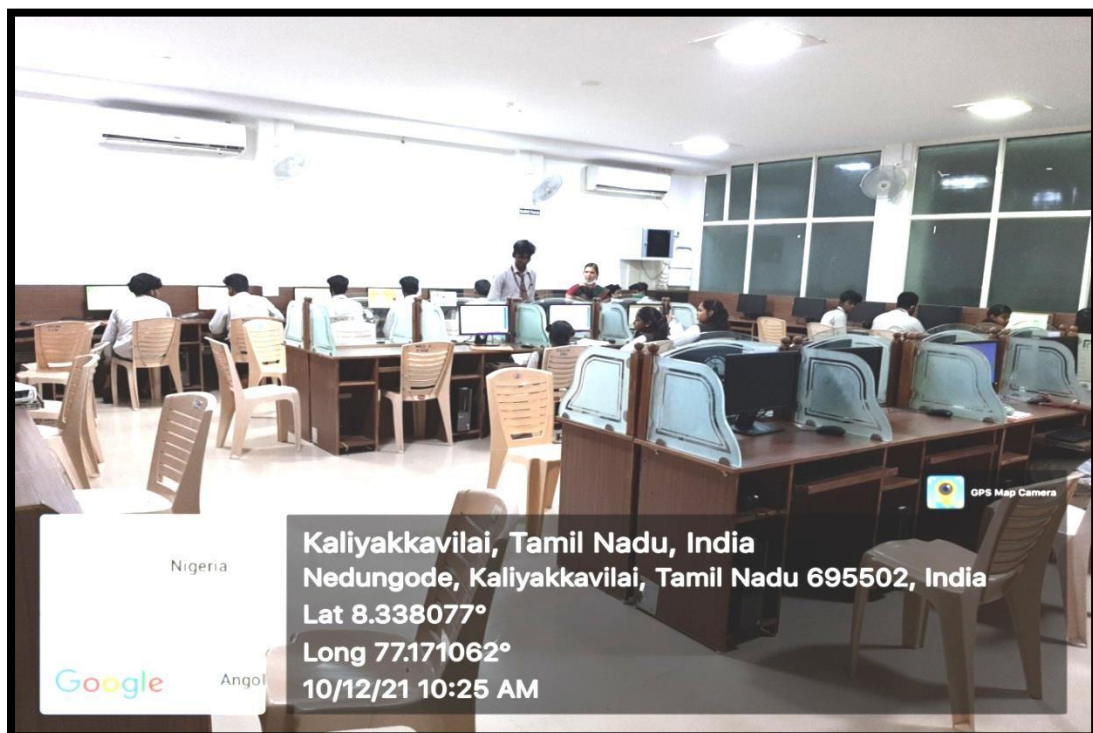 GPS Map Camera
Kaliyakkavilai, Tamil Nadu, India
Nedungode, Kaliyakkavilai, Tamil Nadu 695502, India
Lat 8.338077°
Long 77.171062°
10/12/21 10:25 AM
Nigeria
Google
Angol